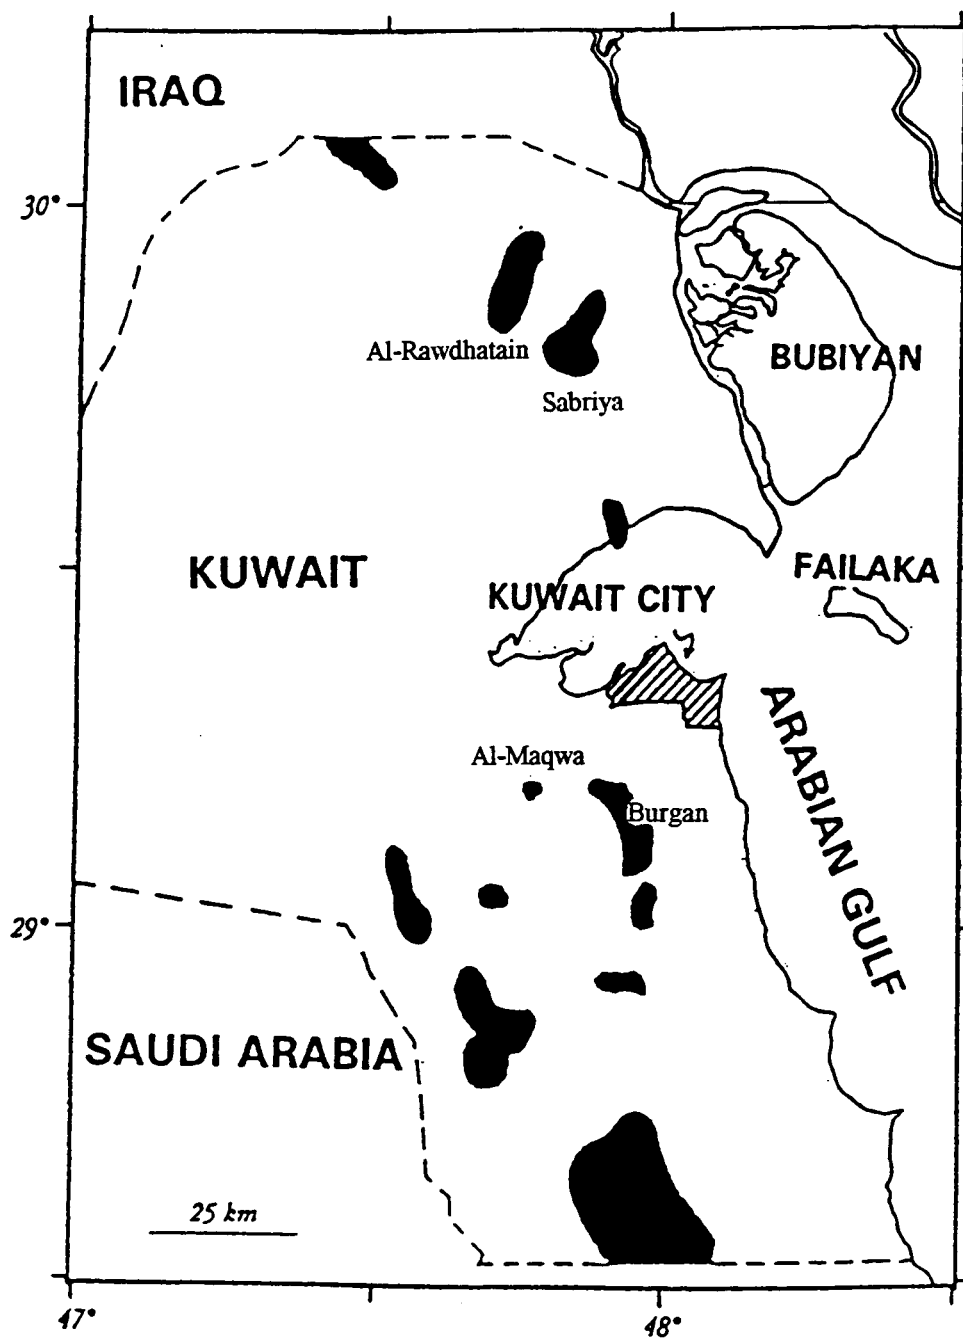 IRAQ
30°
Al-Rawdhatain
BUBIYAN
Sabriya
KUWAIT
FAILAKA
KUWAIT CITY
ARABIAN GULF
Al-Maqwa
Burgan
29°
SAUDI ARABIA
25 km
47°
48°